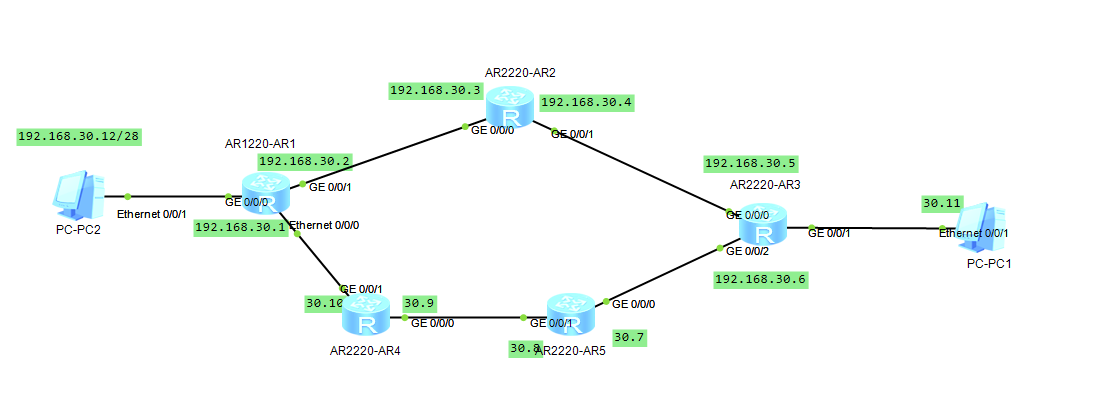 AR2220-AR2
192.168.30.3
192.168.30.4
R
GE 0/0/0
GE 0/0/1
192.168.30.12/28
AR1220-AR1
192.168.30.2
GE 0/0/1
GE 0/0/0
R
Ethernet 0/0/1
PC-PC2
192.168.30.1
Ethernet 0/0/0
192.168.30.5
AR2220-AR3
GE 0/0/0
R
GE 0/0/1
GE 0/0/2
30.11
Ethernet 0/0/1
PC-PC1
192.168.30.6
GE 0/0/1
30.10
30.9
R
GE 0/0/0
AR2220-AR4
GE 0/0/0
GE 0/0/1
R
30.7
30.8
AR2220-AR5